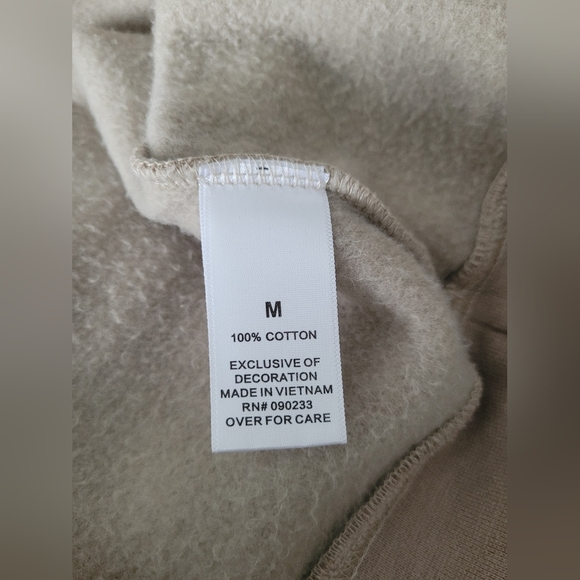 M
100% COTTON
EXCLUSIVE OF
DECORATION
MADE IN VIETNAM
RN# 090233
OVER FOR CARE